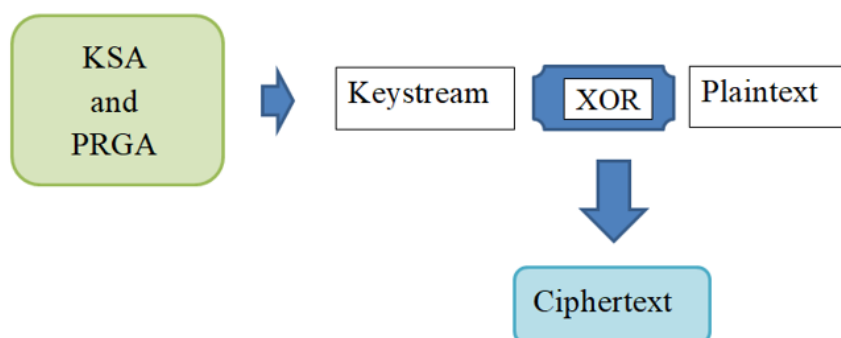 KSA
and
PRGA
Keystream
XOR
Plaintext
Ciphertext